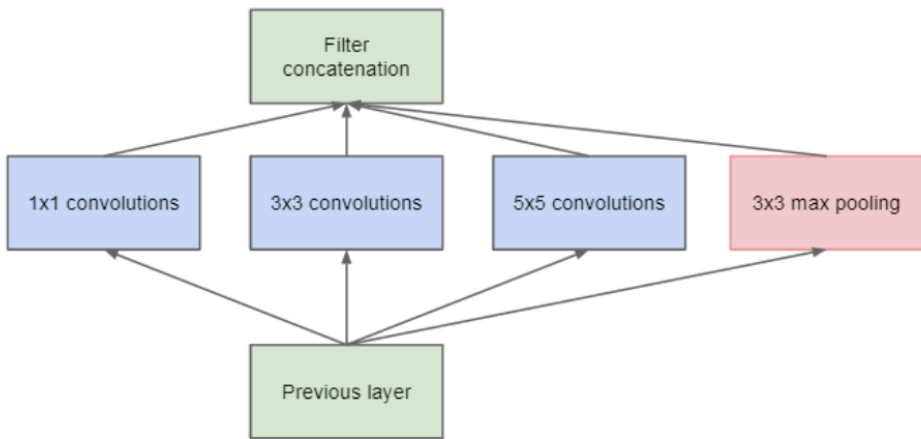 Filter
concatenation
1x1 convolutions
3x3 convolutions
5x5 convolutions
3x3 max pooling
Previous layer